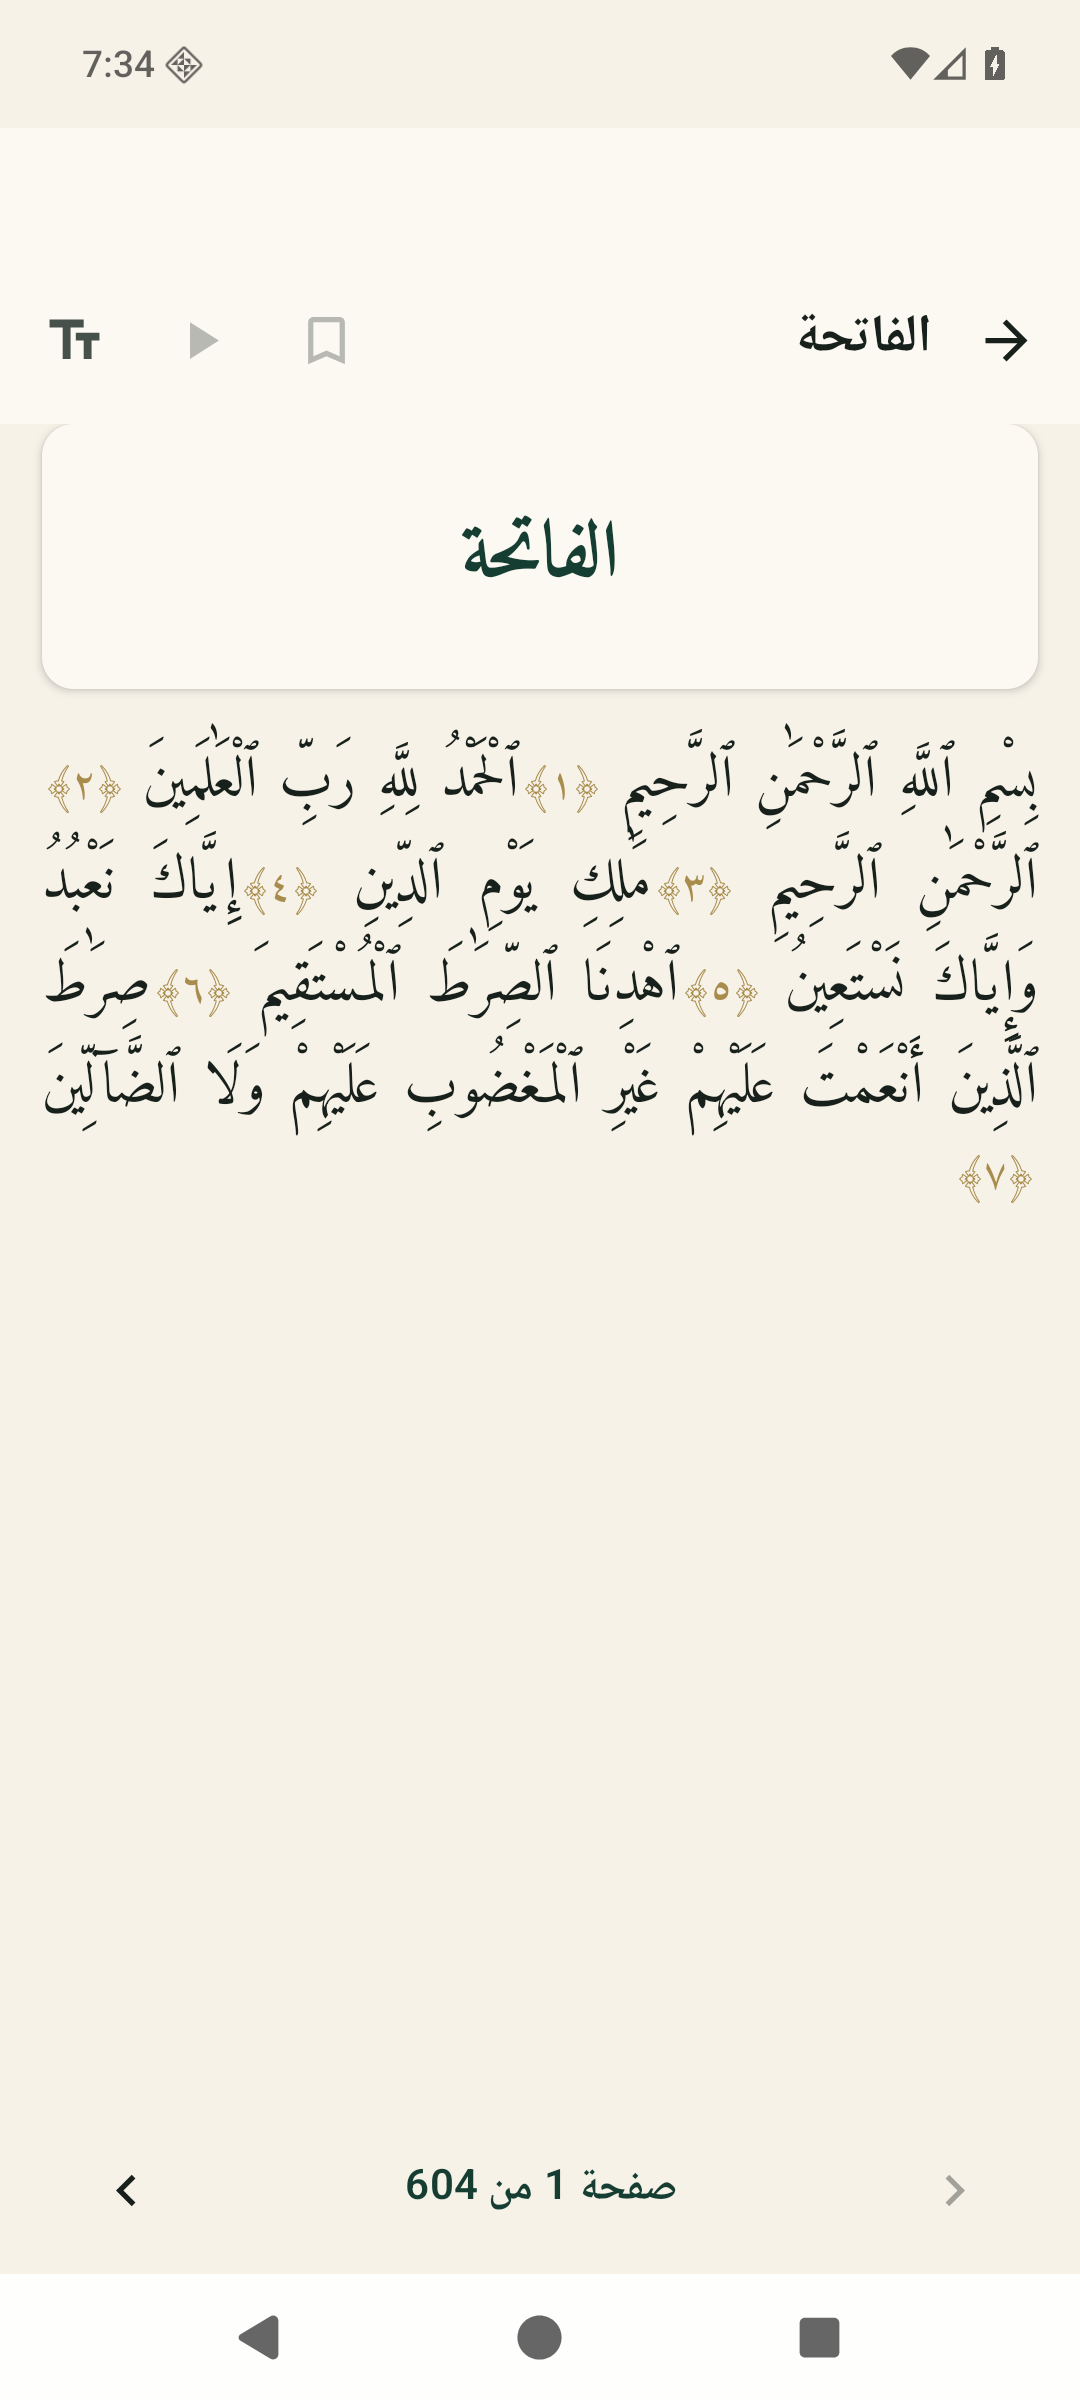 7:34
الفاتحة
الفاتحة
بِسْمِ ٱللَّهِ ٱلرَّحْمَٰنِ ٱلرَّحِيمِ ﴿١﴾ ٱلْحَمْدُ لِلَّهِ رَبِّ ٱلْعَٰلَمِينَ ﴿٢﴾
ٱلرَّحْمَٰنِ ٱلرَّحِيمِ ﴿٣﴾ مَٰلِكِ يَوْمِ ٱلدِّينِ ﴿٤﴾ إِيَّاكَ نَعْبُدُ
وَإِيَّاكَ نَسْتَعِينُ ﴿٥﴾ ٱهْدِنَا ٱلصِّرَٰطَ ٱلْمُسْتَقِيمَ ﴿٦﴾ صِرَٰطَ
ٱلَّذِينَ أَنْعَمْتَ عَلَيْهِمْ غَيْرِ ٱلْمَغْضُوبِ عَلَيْهِمْ وَلَا ٱلضَّآلِّينَ
﴿٧﴾
صفحة 1 من 604